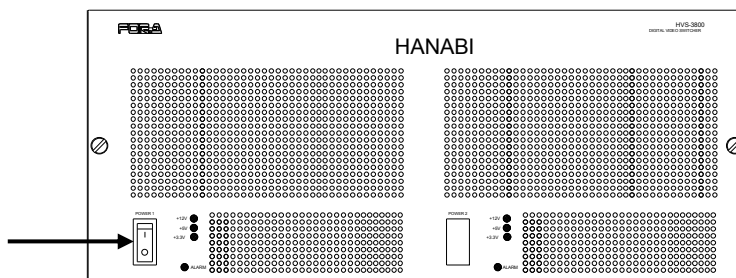 FOR.A
HVS-3800
DIGITAL VIDEO SWITCHER
HANABI
POWER 1
+12V
+5V
+3.3V
ALARM
POWER 2
+12V
+5V
+3.3V
ALARM